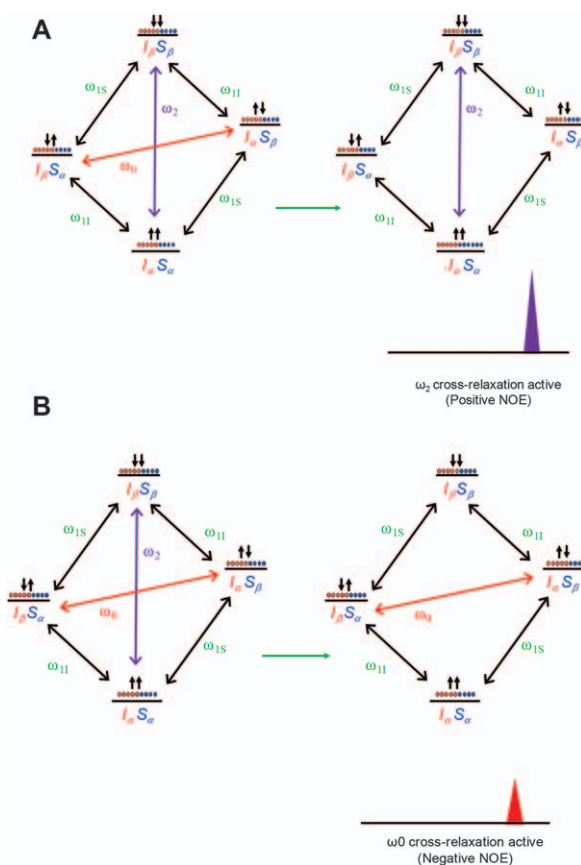 A
IβSβ
IβSβ
ω1S
ω1I
ω2
ω1I
ω1S
ω2
IαSβ
IαSβ
IβSα
ω0
IβSα
ω1I
ω1S
ω1I
ω1S
IαSα
IαSα
ω2 cross-relaxation active
(Positive NOE)
B
IβSβ
IβSβ
ω1S
ω1I
ω2
ω1S
ω1I
IαSβ
IαSβ
IβSα
ω0
IβSα
ω0
ω1I
ω1S
ω1I
ω1S
IαSα
IαSα
ω0 cross-relaxation active
(Negative NOE)